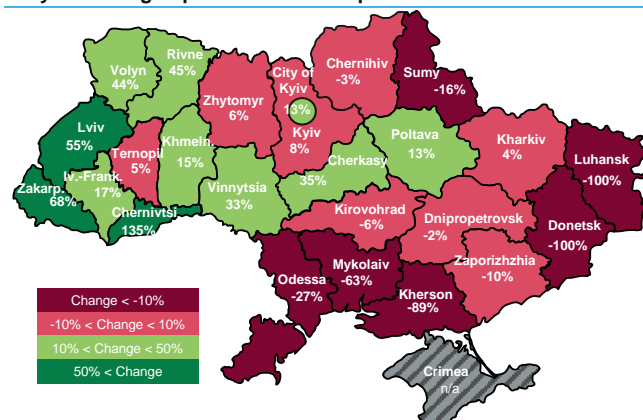 Volyn
44%
Rivne
45%
Zhytomyr
6%
City of
Kyiv
13%
Kyiv
8%
Chernihiv
-3%
Sumy
-16%
Lviv
55%
Ternopil
5%
Khmeln.
15%
Vinnytsia
33%
Cherkasy
35%
Poltava
13%
Kharkiv
4%
Luhansk
-100%
Zakarp.
68%
Iv.-Frank.
17%
Chernivtsi
135%
Kirovohrad
-6%
Dnipropetrovsk
-2%
Donetsk
-100%
Zaporizhzhia
-10%
Odessa
-27%
Mykolaiv
-63%
Kherson
-89%
Crimea
n/a
Change < -10%
-10% < Change < 10%
10% < Change < 50%
50% < Change